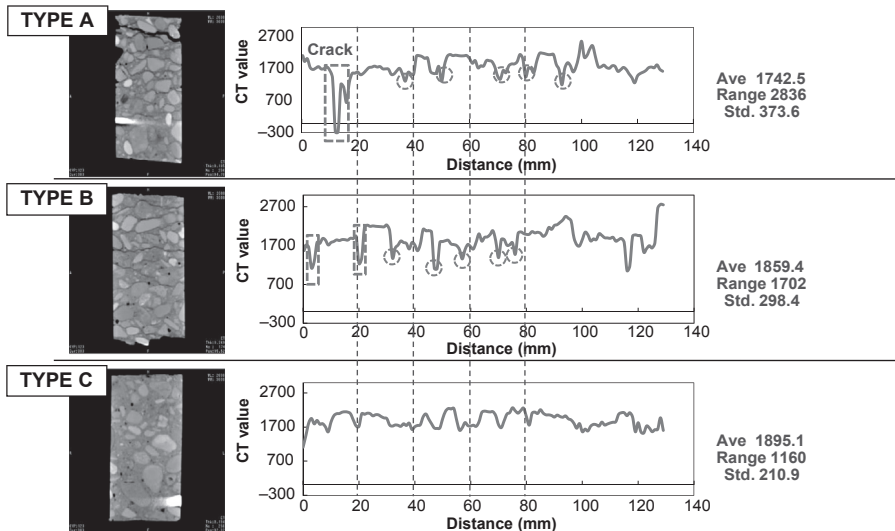 TYPE A
Crack
CT value
2700
1700
700
–300
0 20 40 60 80 100 120 140
Distance (mm)
Ave 1742.5
Range 2836
Std. 373.6
TYPE B
CT value
2700
1700
700
–300
0 20 40 60 80 100 120 140
Distance (mm)
Ave 1859.4
Range 1702
Std. 298.4
TYPE C
CT value
2700
1700
700
–300
0 20 40 60 80 100 120 140
Distance (mm)
Ave 1895.1
Range 1160
Std. 210.9